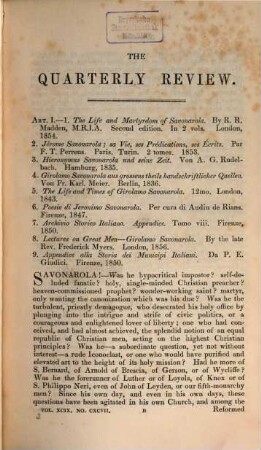 THE
QUARTERLY REVIEW.
ART. I.—1. The Life and Martyrdom of Savonarola. By R. R.
Madden, M.R.I.A. Second edition. In 2 vols. London,
1854.
2. Jérome Savonarola; sa Vie, ses Prédications, ses Écrits. Par
F. T. Perrens. Paris. Turin. 2 tomes. 1853.
3. Hieronymus Savonarola und seine Zeit. Von A. G. Rudel-
bach. Hamburg, 1835.
4. Girolamo Savonarola aus grossens theils handschriftlicher Quellen
Von Fr. Karl Meier. Berlin, 1836.
5. The Life and Times of Girolamo Savonarola. 12mo, London,
1843.
6. Poesie di Jeronimo Savonarola. Per cura di Audin de Rians.
Firenze, 1847.
7. Archivio Storico Italiano. Appendice. Tomo viii. Firenze,
1850.
8. Lectures on Great Men—Girolamo Savonarola. By the late
Rev. Frederick Myers. London, 1856.
9. Appendice alla Storia dei Municipi Italiani. Da P. E.
Giudici. Firenze, 1850.
SAVONAROLA!—Was he hypocritical impostor? self-de-
luded fanatic? holy, single-minded Christian preacher?
heaven-commissioned prophet? wonder-working saint? martyr,
only wanting the canonisation which was his due? Was he the
turbulent, priestly demagogue, who desecrated his holy office by
plunging into the intrigue and strife of civic politics, or a
courageous and enlightened lover of liberty; one who had con-
ceived, and had almost achieved, the splendid notion of an equal
republic of Christian men, acting on the highest Christian
principles? Was he—a subordinate question, yet not without
interest—a rude Iconoclast, or one who would have purified and
elevated art to the height of its holy mission? Had he more of
S. Bernard, of Arnold of Brescia, of Gerson, or of Wycliffe?
Was he the forerunner of Luther or of Loyola, of Knox or of
S. Philippo Neri, even of John of Leyden, or our fifth-monarchy
men? Since his own day, and even in his own days, these
questions have been agitated in his own Church, and among the
VOL. XCIX. NO. CXCVII. B Reformed